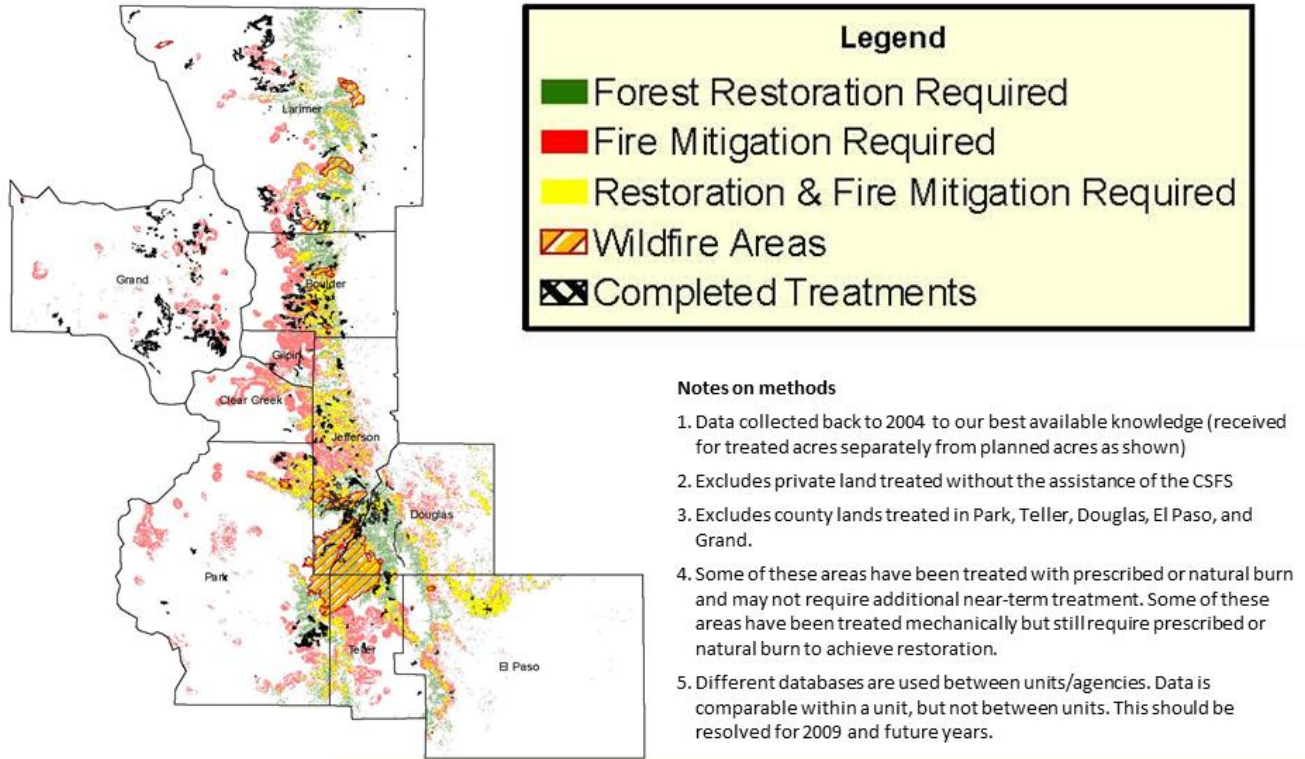 Legend
Forest Restoration Required
Fire Mitigation Required
Restoration & Fire Mitigation Required
Wildfire Areas
Completed Treatments
Larimer
Grand
Boulder
Gilpin
Clear Creek
Jefferson
Douglas
Park
Teller
El Paso
Notes on methods
1. Data collected back to 2004 to our best available knowledge (received
for treated acres separately from planned acres as shown)
2. Excludes private land treated without the assistance of the CSFS
3. Excludes county lands treated in Park, Teller, Douglas, El Paso, and
Grand.
4. Some of these areas have been treated with prescribed or natural burn
and may not require additional near-term treatment. Some of these
areas have been treated mechanically but still require prescribed or
natural burn to achieve restoration.
5. Different databases are used between units/agencies. Data is
comparable within a unit, but not between units. This should be
resolved for 2009 and future years.